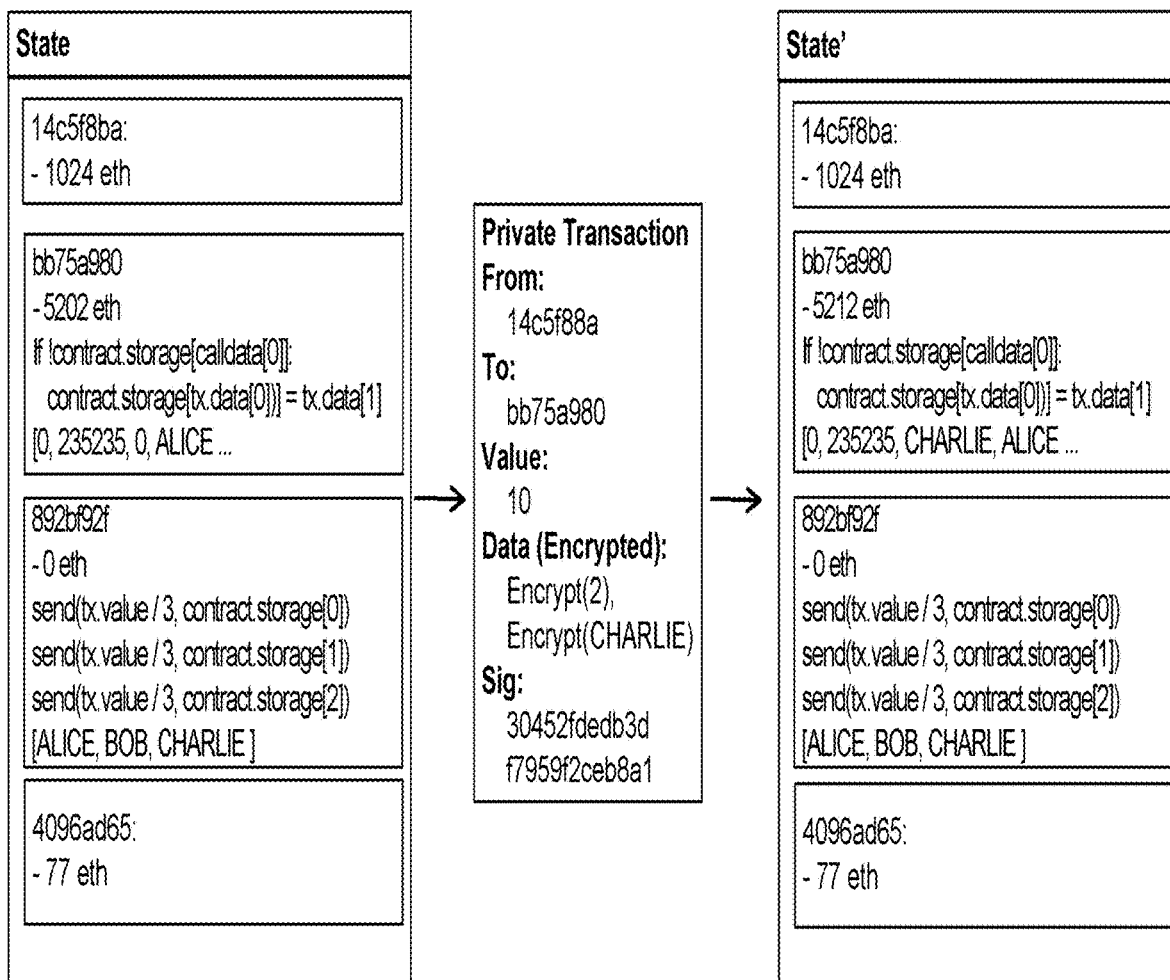 State
14c5f8ba:
- 1024 eth
bb75a980
- 5202 eth
If !contract.storage[calldata[0]]:
contract.storage[tx.data[0])] = tx.data[1]
[0, 235235, 0, ALICE ...
892bf92f
- 0 eth
send(tx.value / 3, contract.storage[0])
send(tx.value / 3, contract.storage[1])
send(tx.value / 3, contract.storage[2])
[ALICE, BOB, CHARLIE ]
4096ad65:
- 77 eth
Private Transaction
From:
14c5f88a
To:
bb75a980
Value:
10
Data (Encrypted):
Encrypt(2),
Encrypt(CHARLIE)
Sig:
30452fdedb3d
f7959f2ceb8a1
State'
14c5f8ba:
- 1024 eth
bb75a980
- 5212 eth
If !contract.storage[calldata[0]]:
contract.storage[tx.data[0])] = tx.data[1]
[0, 235235, CHARLIE, ALICE ...
892bf92f
- 0 eth
send(tx.value / 3, contract.storage[0])
send(tx.value / 3, contract.storage[1])
send(tx.value / 3, contract.storage[2])
[ALICE, BOB, CHARLIE ]
4096ad65:
- 77 eth